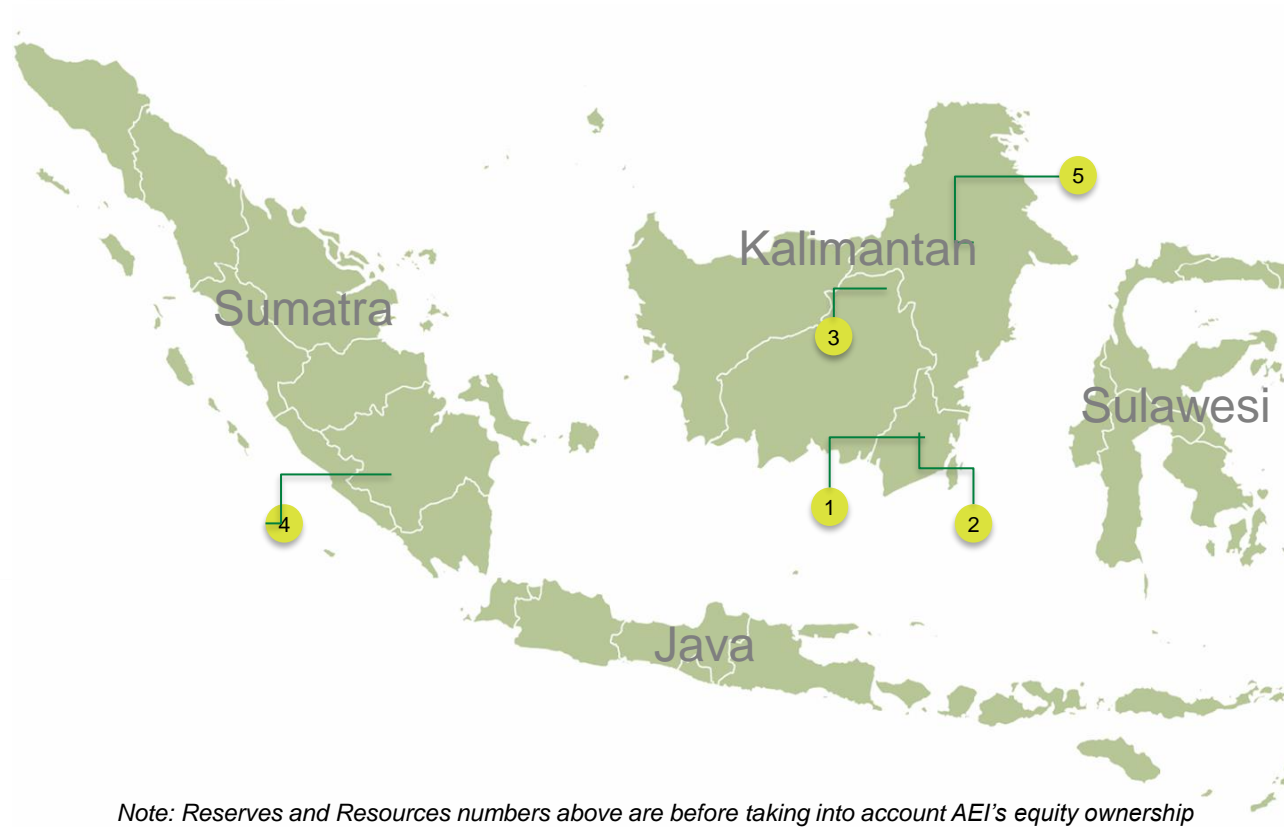 5
Kalimantan
Sumatra
3
Sulawesi
1
4
2
Java
Note: Reserves and Resources numbers above are before taking into account AEI's equity ownership